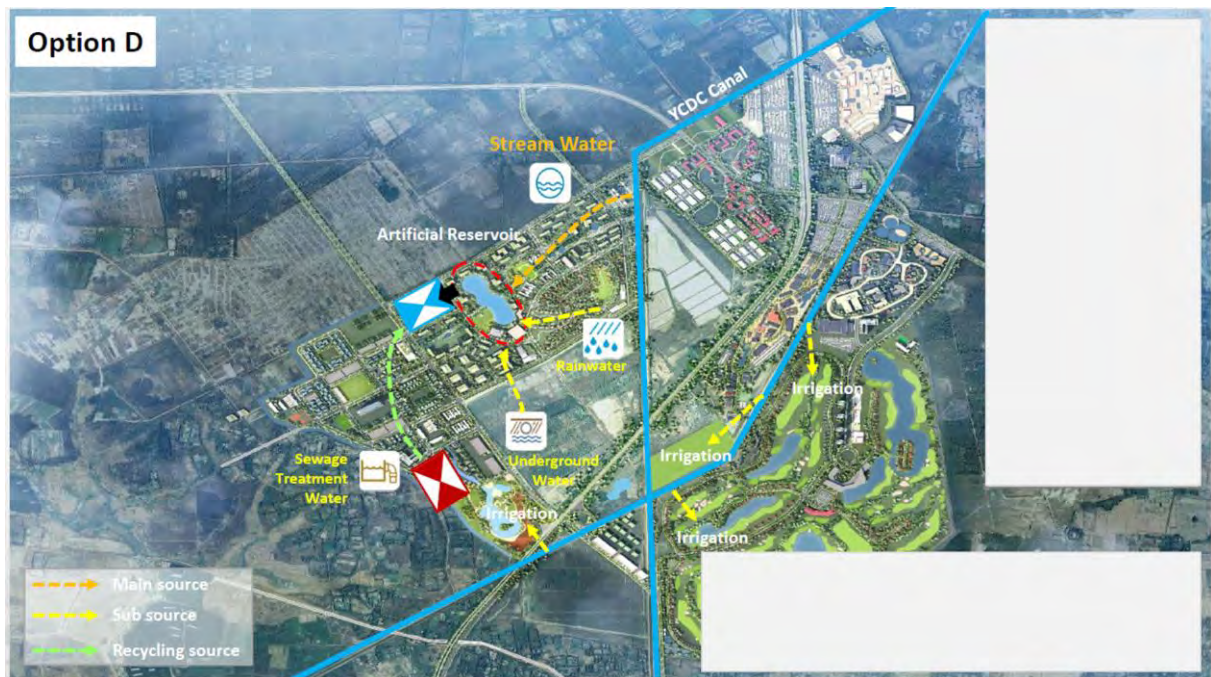 Option D
YCDC Canal
Stream Water
Artificial Reservoir
Rainwater
Irrigation
Sewage
Treatment
Water
Underground
Water
Irrigation
Irrigation
Irrigation
Main source
Sub source
Recycling source